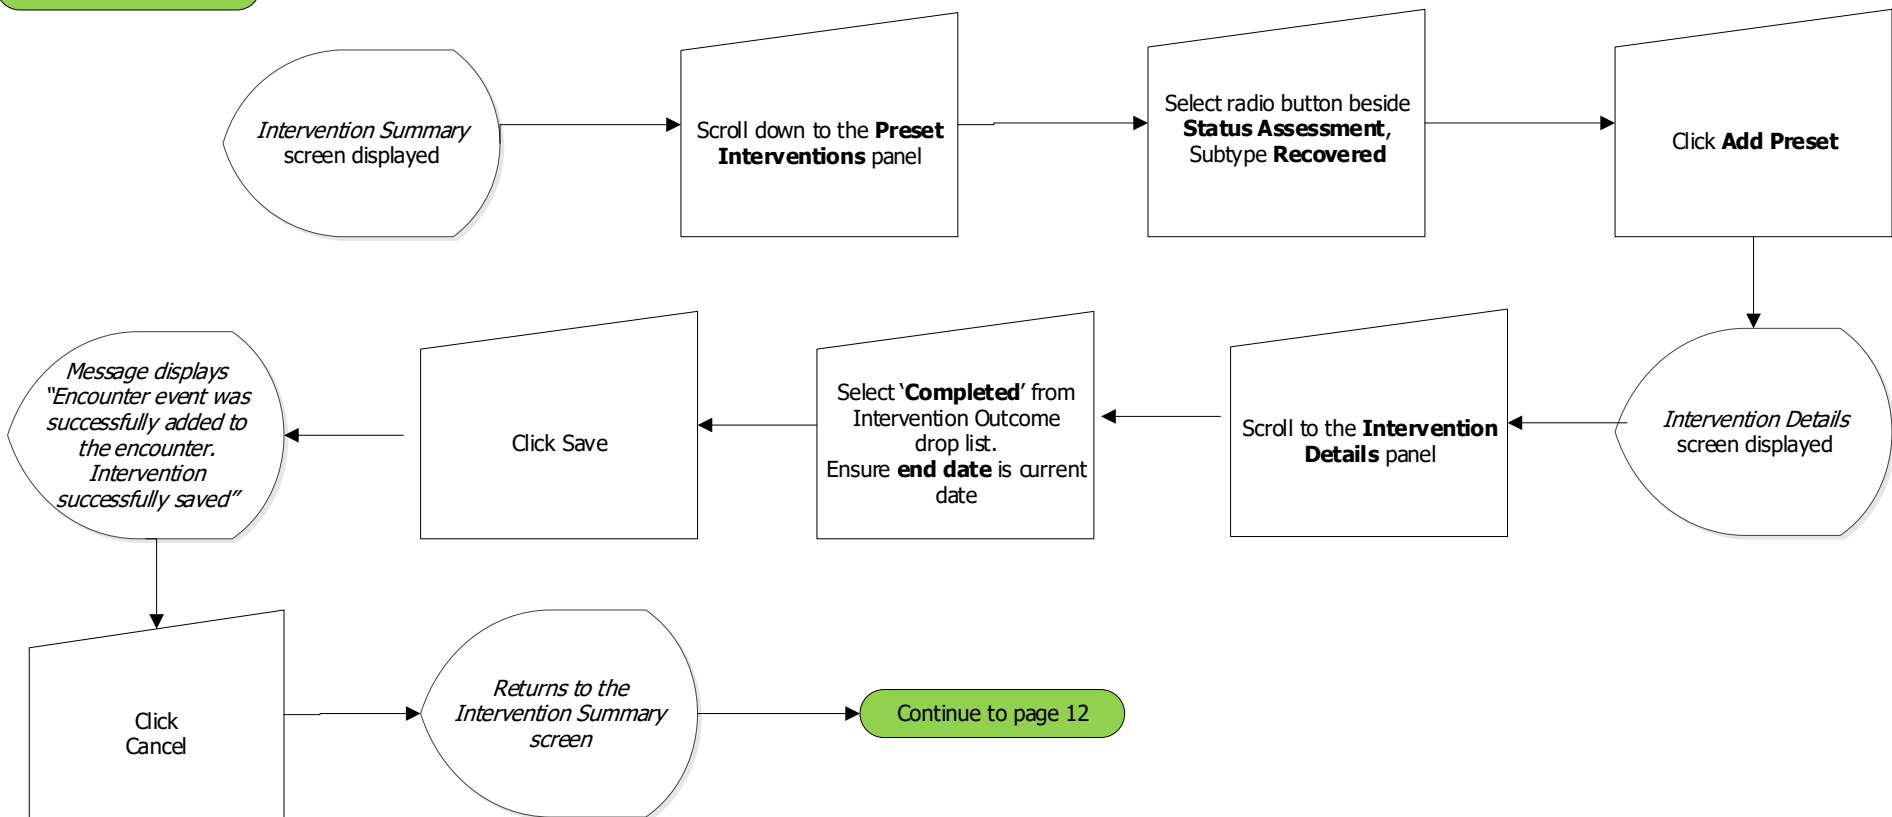 Intervention Summary
screen displayed
Scroll down to the Preset
Interventions panel
Select radio button beside
Status Assessment,
Subtype Recovered
Click Add Preset
Intervention Details
screen displayed
Scroll to the Intervention
Details panel
Select ‘Completed’ from
Intervention Outcome
drop list.
Ensure end date is current
date
Click Save
Message displays
“Encounter event was
successfully added to
the encounter.
Intervention
successfully saved”
Click
Cancel
Returns to the
Intervention Summary
screen
Continue to page 12